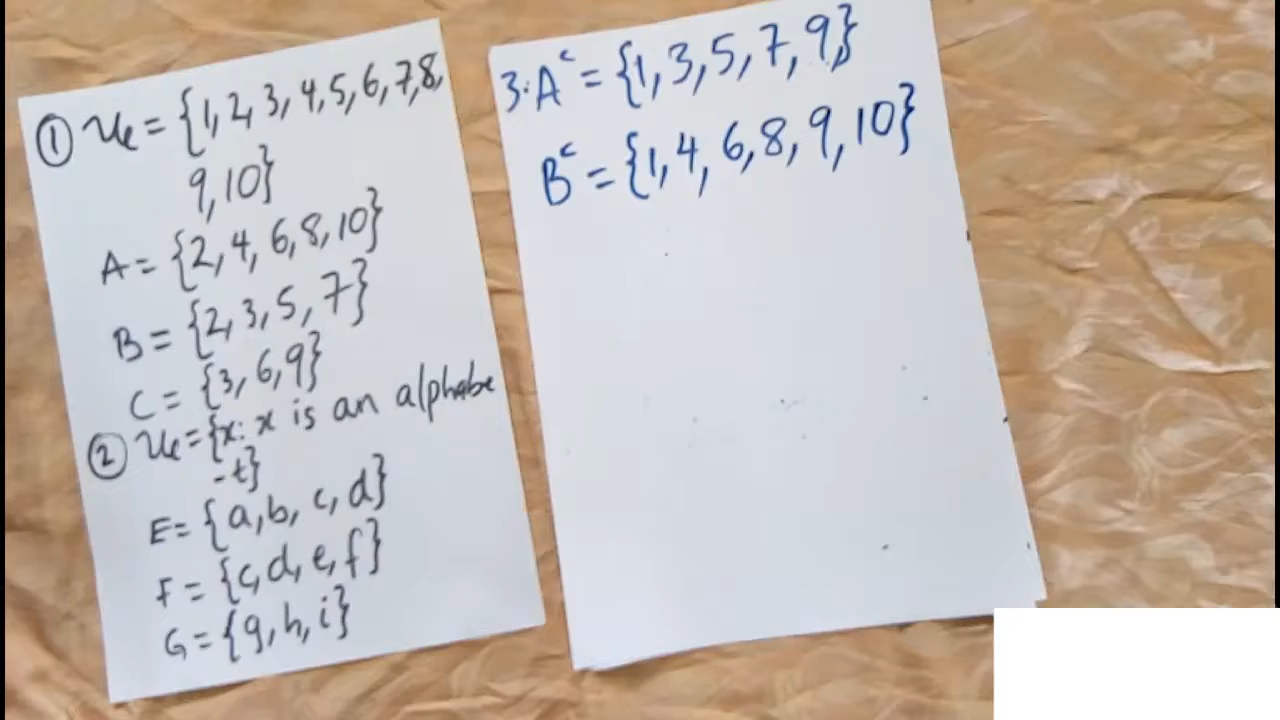 ① 𝒰 = {1, 2, 3, 4, 5, 6, 7, 8,
9, 10}
A = {2, 4, 6, 8, 10}
B = {2, 3, 5, 7}
C = {3, 6, 9}
② 𝒰 = {x: x is an alphabe
-t}
E = {a, b, c, d}
F = {c, d, e, f}
G = {g, h, i}
3. Aᶜ = {1, 3, 5, 7, 9}
Bᶜ = {1, 4, 6, 8, 9, 10}